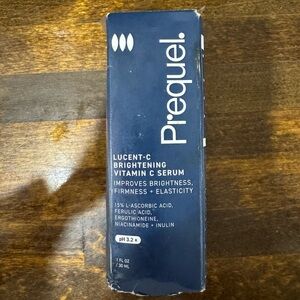 Prequel.
LUCENT-C
BRIGHTENING
VITAMIN C SERUM
IMPROVES BRIGHTNESS,
FIRMNESS + ELASTICITY
15% L-ASCORBIC ACID,
FERULIC ACID,
ERGOTHIONEINE,
NIACINAMIDE + INULIN
pH 3.2 ±
1 FL OZ
/ 30 ML